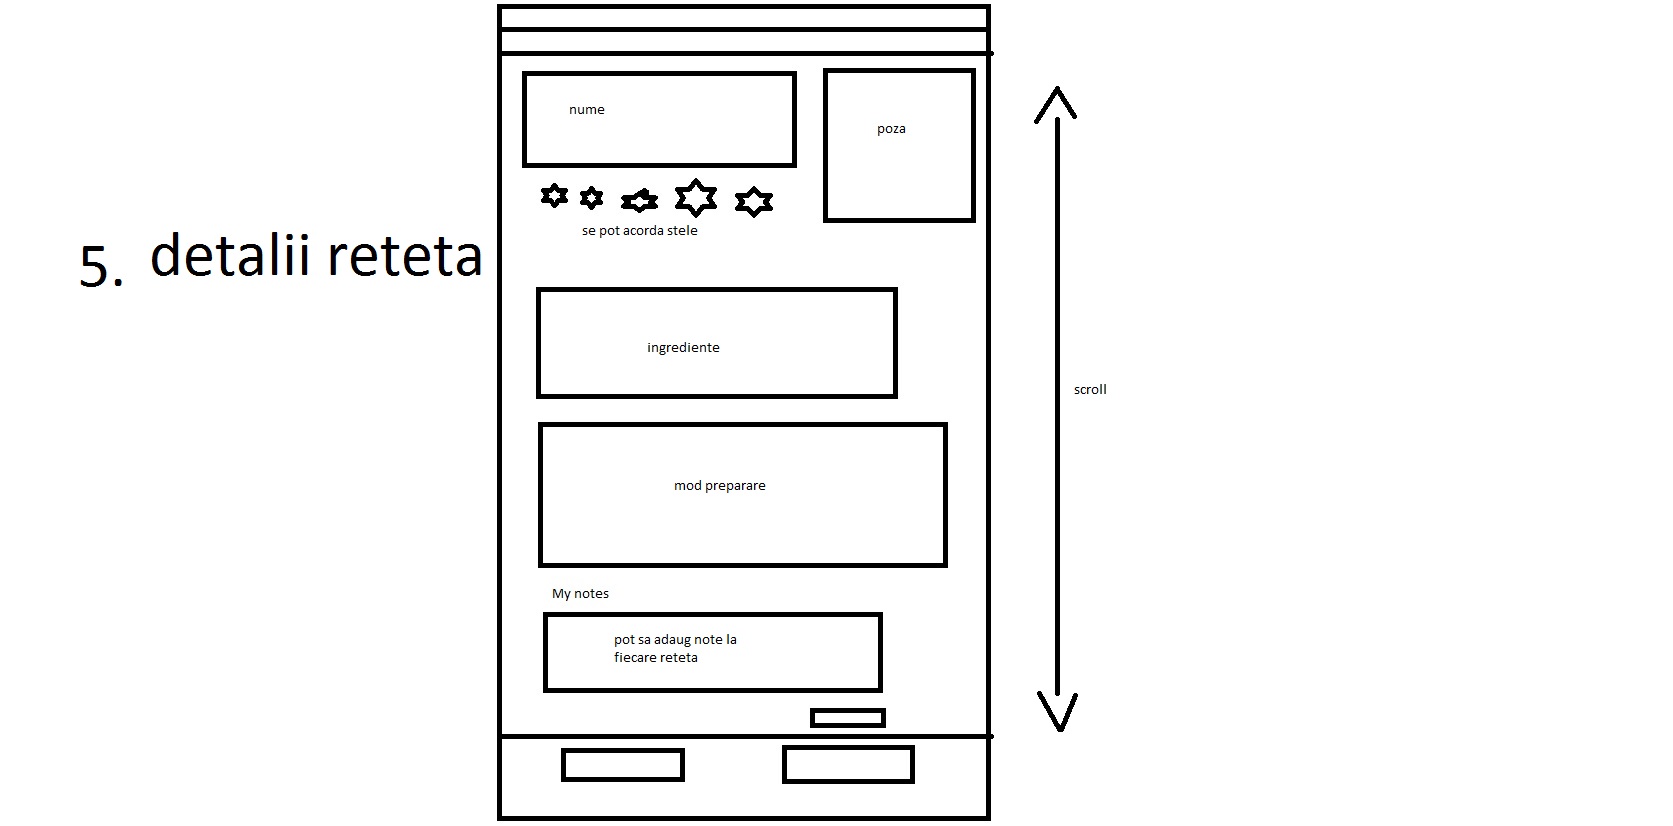 5. detalii reteta
nume
poza
se pot acorda stele
ingrediente
scroll
mod preparare
My notes
pot sa adaug note la
fiecare reteta